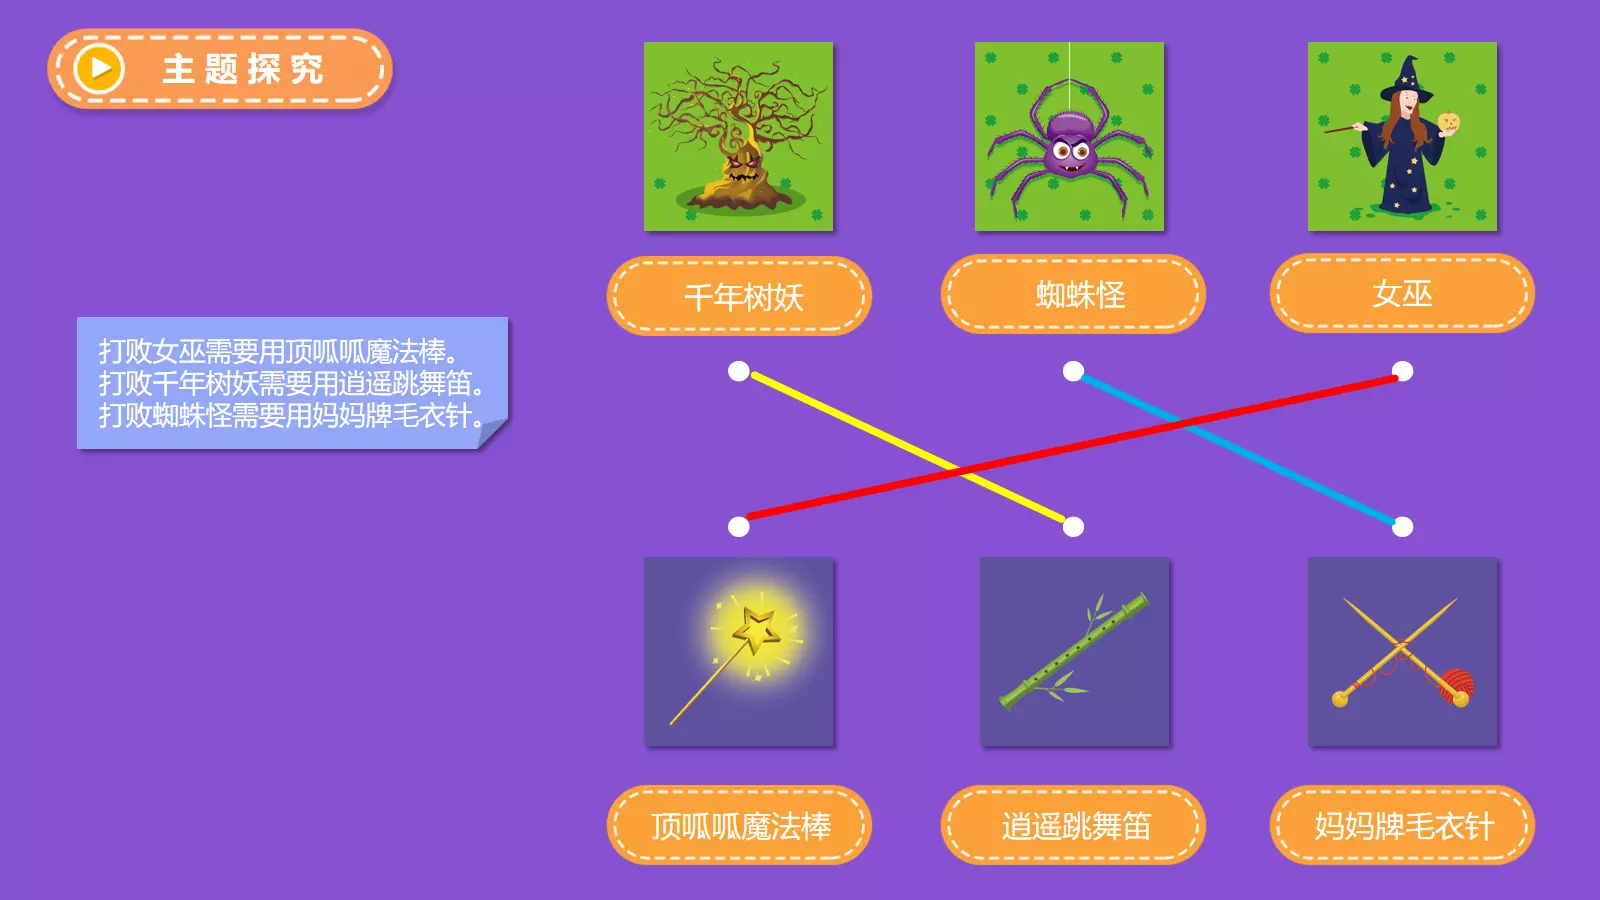 主题探究
千年树妖
蜘蛛怪
女巫
打败女巫需要用顶呱呱魔法棒。
打败千年树妖需要用逍遥跳舞笛。
打败蜘蛛怪需要用妈妈牌毛衣针。
顶呱呱魔法棒
逍遥跳舞笛
妈妈牌毛衣针